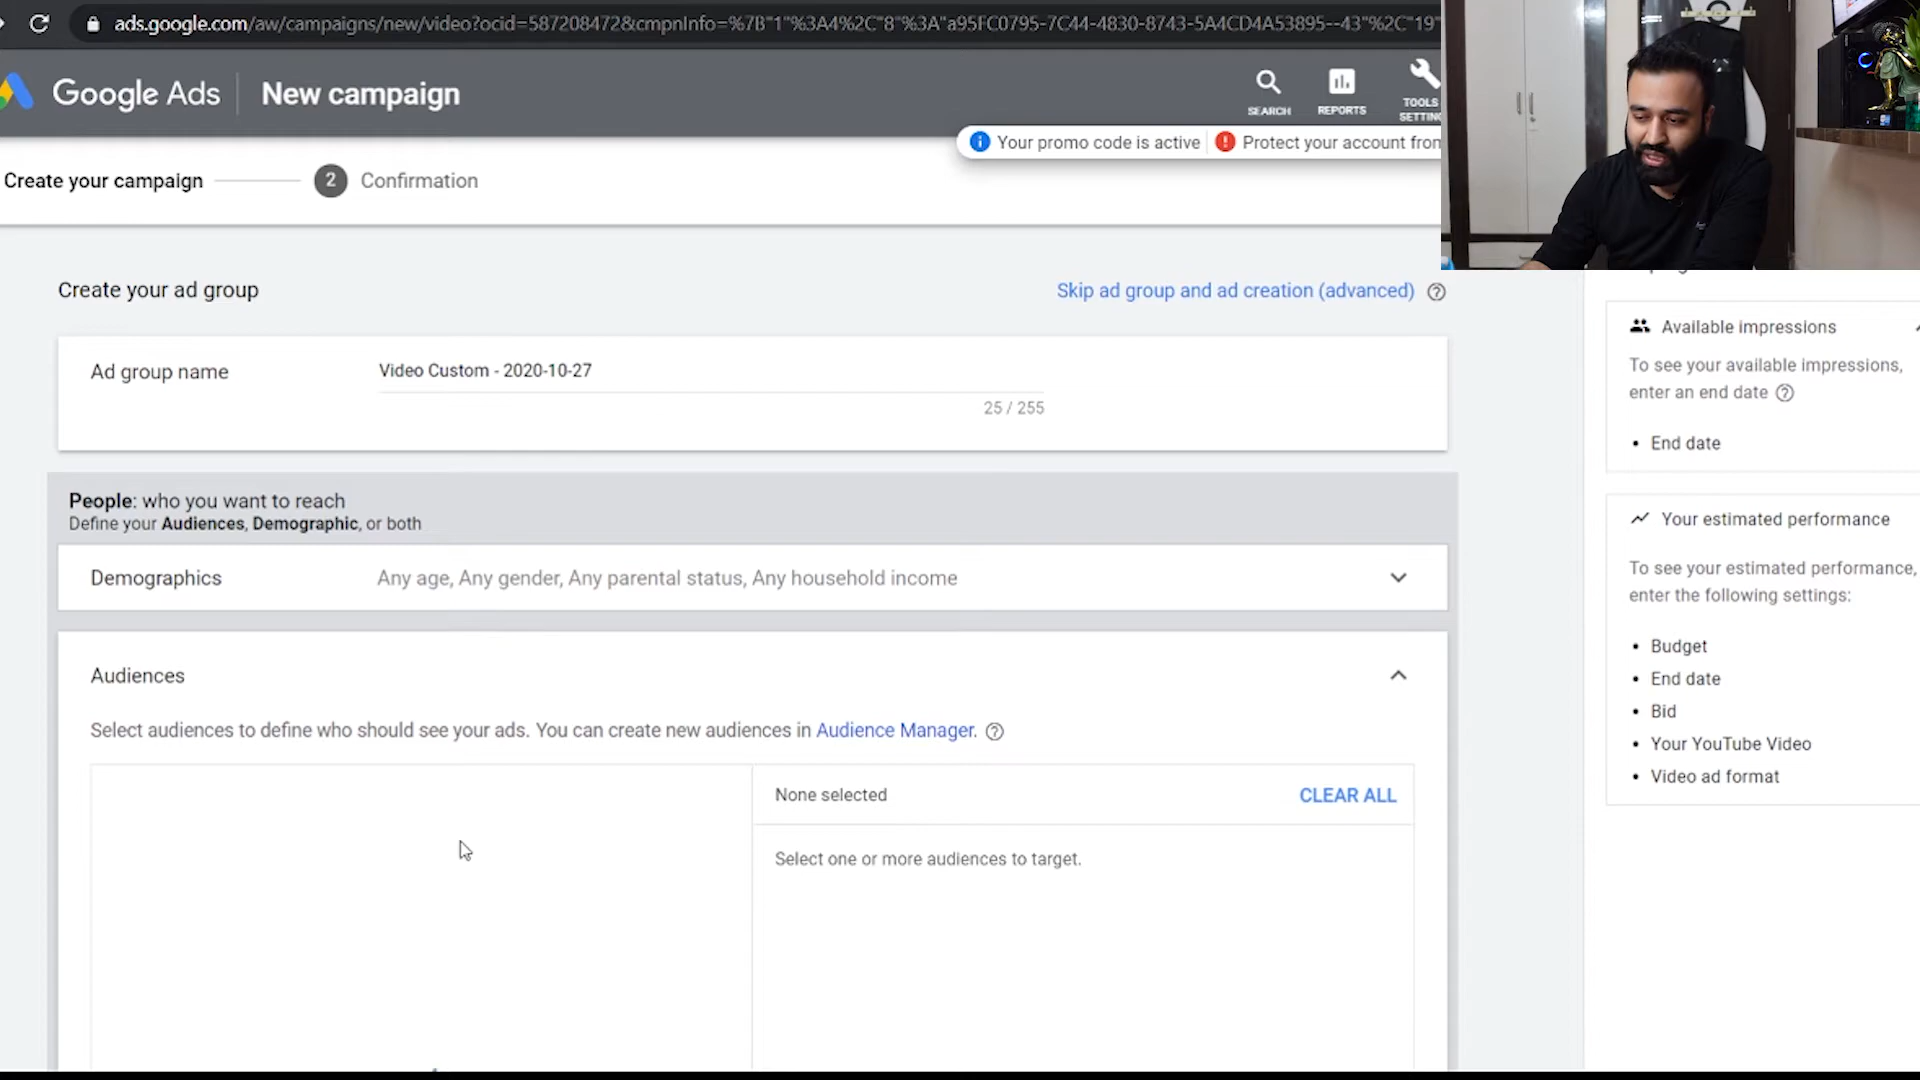 ads.google.com/aw/campaigns/new/video?ocid=587208472&cmpnInfo=%7B"1"%3A4%2C"8"%3A"a95FC0795-7C44-4830-8743-5A4CD4A53895--43"%2C"19"
Google Ads New campaign
SEARCH
REPORTS
TOOLS
SETTING
Your promo code is active
Protect your account from
Create your campaign 2 Confirmation
Create your ad group
Skip ad group and ad creation (advanced)
Ad group name
Video Custom - 2020-10-27
25 / 255
People: who you want to reach
Define your Audiences, Demographic, or both
Demographics
Any age, Any gender, Any parental status, Any household income
Audiences
Select audiences to define who should see your ads. You can create new audiences in Audience Manager.
None selected
CLEAR ALL
Select one or more audiences to target.
Available impressions
To see your available impressions,
enter an end date
• End date
Your estimated performance
To see your estimated performance,
enter the following settings:
• Budget
• End date
• Bid
• Your YouTube Video
• Video ad format